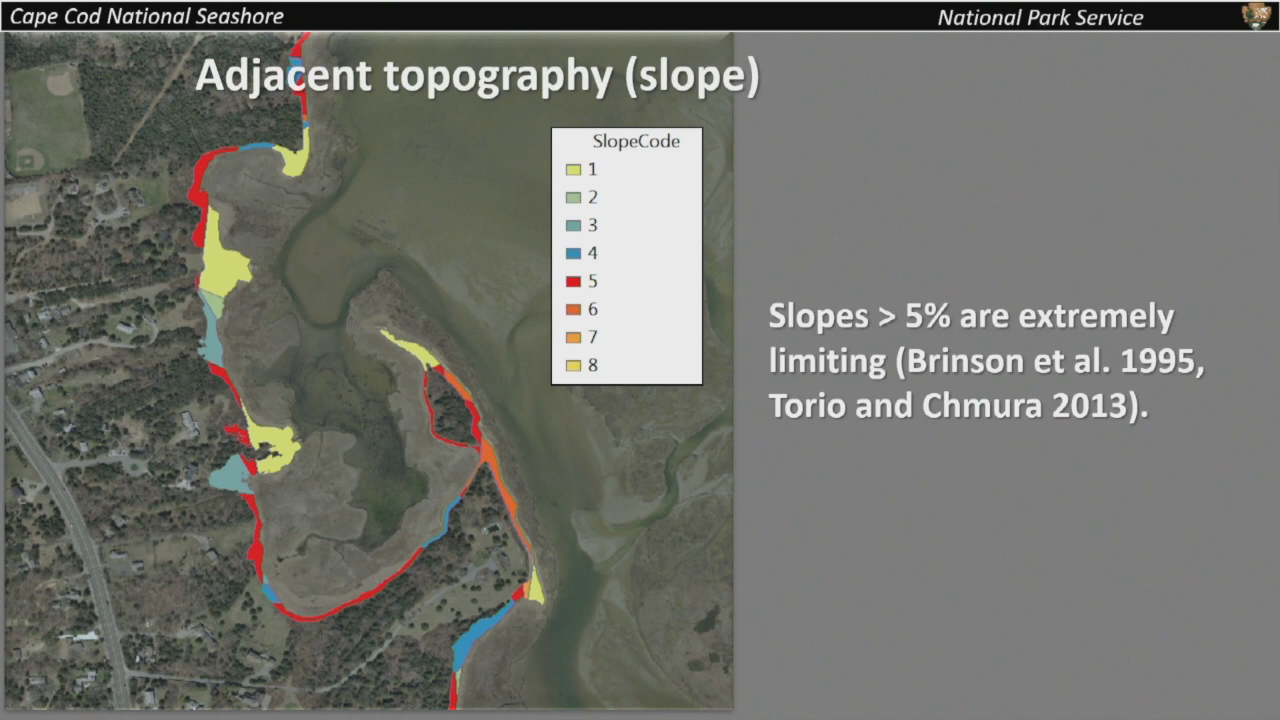 Cape Cod National Seashore
National Park Service
Adjacent topography (slope)
SlopeCode
1
2
3
4
5
6
7
8
Slopes > 5% are extremely
limiting (Brinson et al. 1995,
Torio and Chmura 2013).